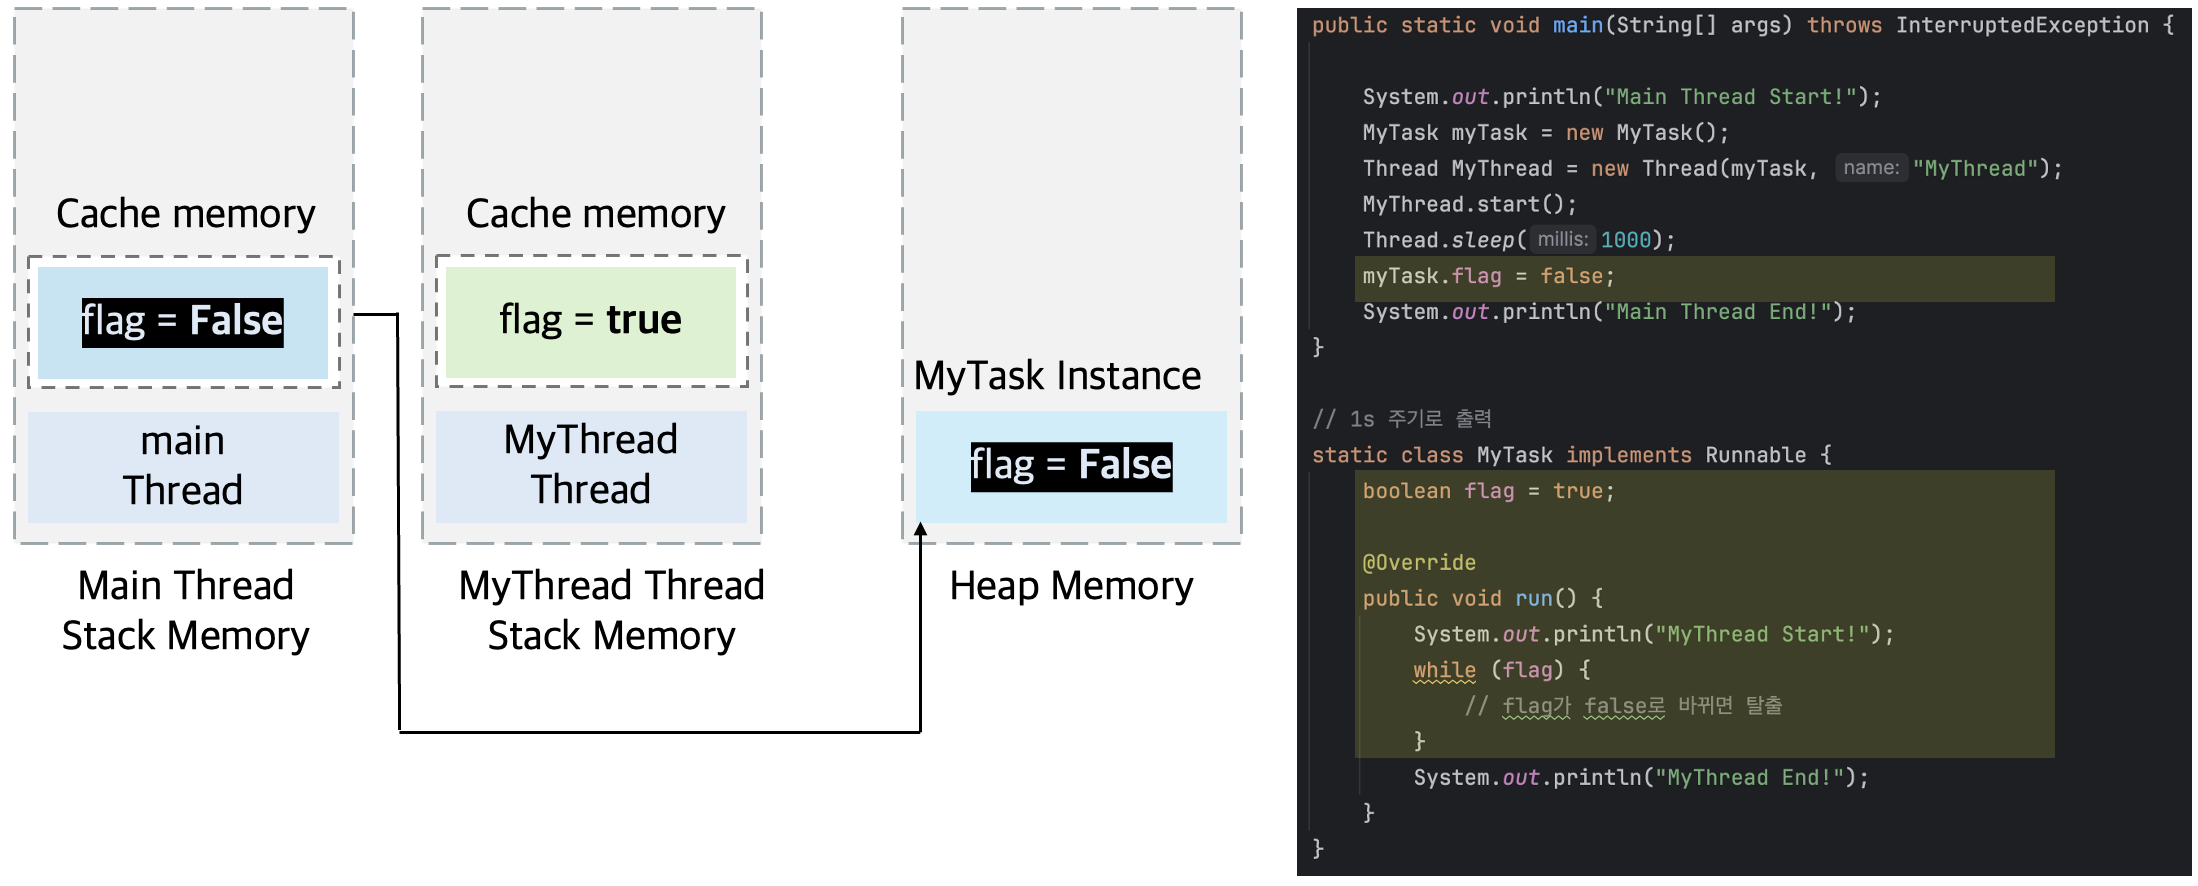 Cache memory
flag = False
main
Thread
Main Thread
Stack Memory
Cache memory
flag = true
MyThread
Thread
MyThread Thread
Stack Memory
MyTask Instance
flag = False
Heap Memory
public static void main(String[] args) throws InterruptedException {
System.out.println("Main Thread Start!");
MyTask myTask = new MyTask();
Thread MyThread = new Thread(myTask, name: "MyThread");
MyThread.start();
Thread.sleep( millis: 1000);
myTask.flag = false;
System.out.println("Main Thread End!");
}
// 1s 주기로 출력
static class MyTask implements Runnable {
boolean flag = true;
@Override
public void run() {
System.out.println("MyThread Start!");
while (flag) {
// flag가 false로 바뀌면 탈출
}
System.out.println("MyThread End!");
}
}